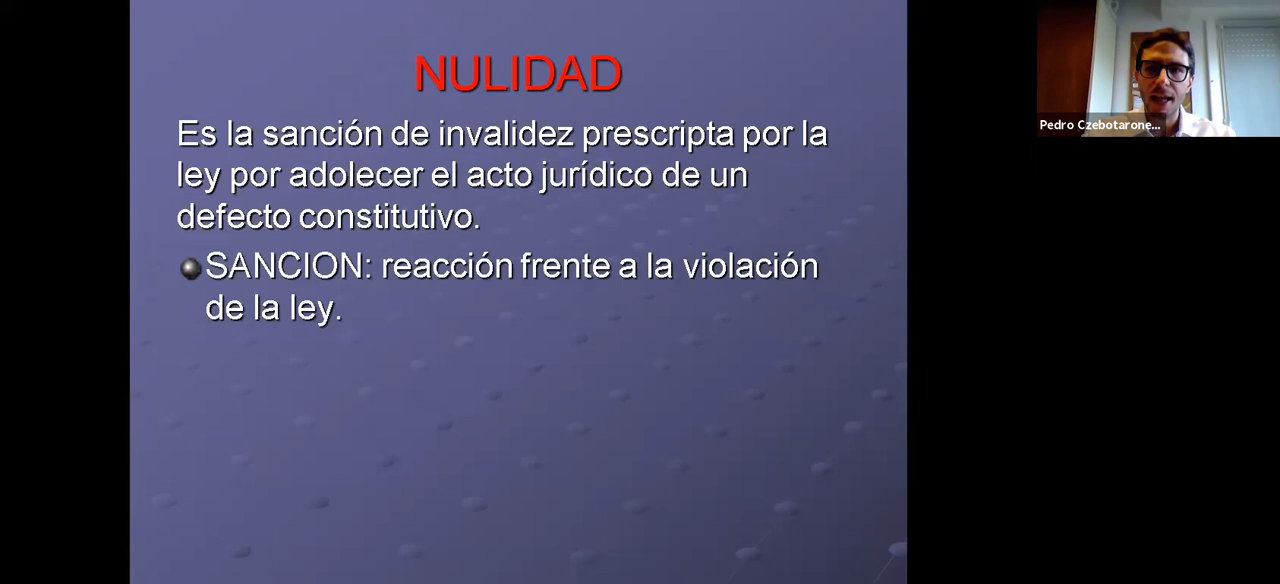 NULIDAD
Es la sanción de invalidez prescripta por la
ley por adolecer el acto jurídico de un
defecto constitutivo.
SANCION: reacción frente a la violación
de la ley.
Pedro Czebotarone...